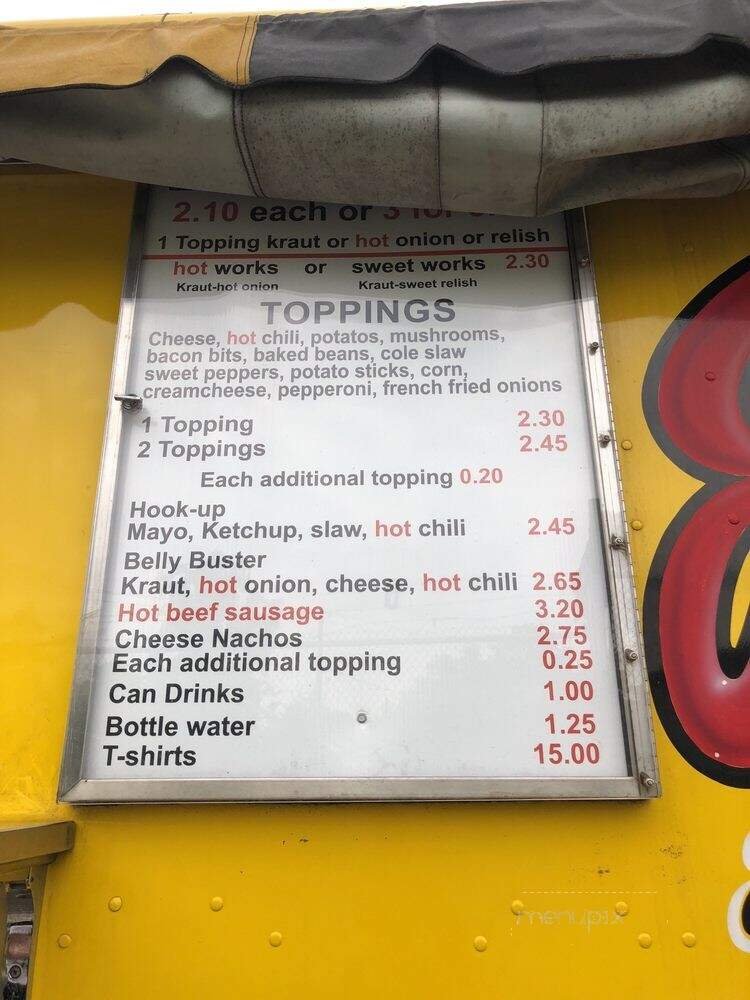 2.10 each or 3 for
1 Topping kraut or hot onion or relish
hot works or sweet works 2.30
Kraut-hot onion Kraut-sweet relish
TOPPINGS
Cheese, hot chili, potatos, mushrooms,
bacon bits, baked beans, cole slaw
sweet peppers, potato sticks, corn,
creamcheese, pepperoni, french fried onions
1 Topping 2.30
2 Toppings 2.45
Each additional topping 0.20
Hook-up
Mayo, Ketchup, slaw, hot chili 2.45
Belly Buster
Kraut, hot onion, cheese, hot chili 2.65
Hot beef sausage 3.20
Cheese Nachos 2.75
Each additional topping 0.25
Can Drinks 1.00
Bottle water 1.25
T-shirts 15.00
menupix